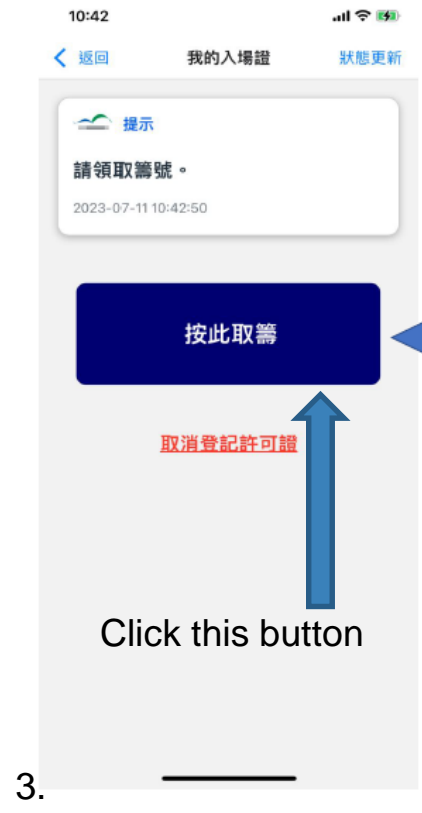 10:42
返回 我的入場證 狀態更新
提示
請領取籌號。
2023-07-11 10:42:50
按此取籌
取消登記許可證
Click this button
3.